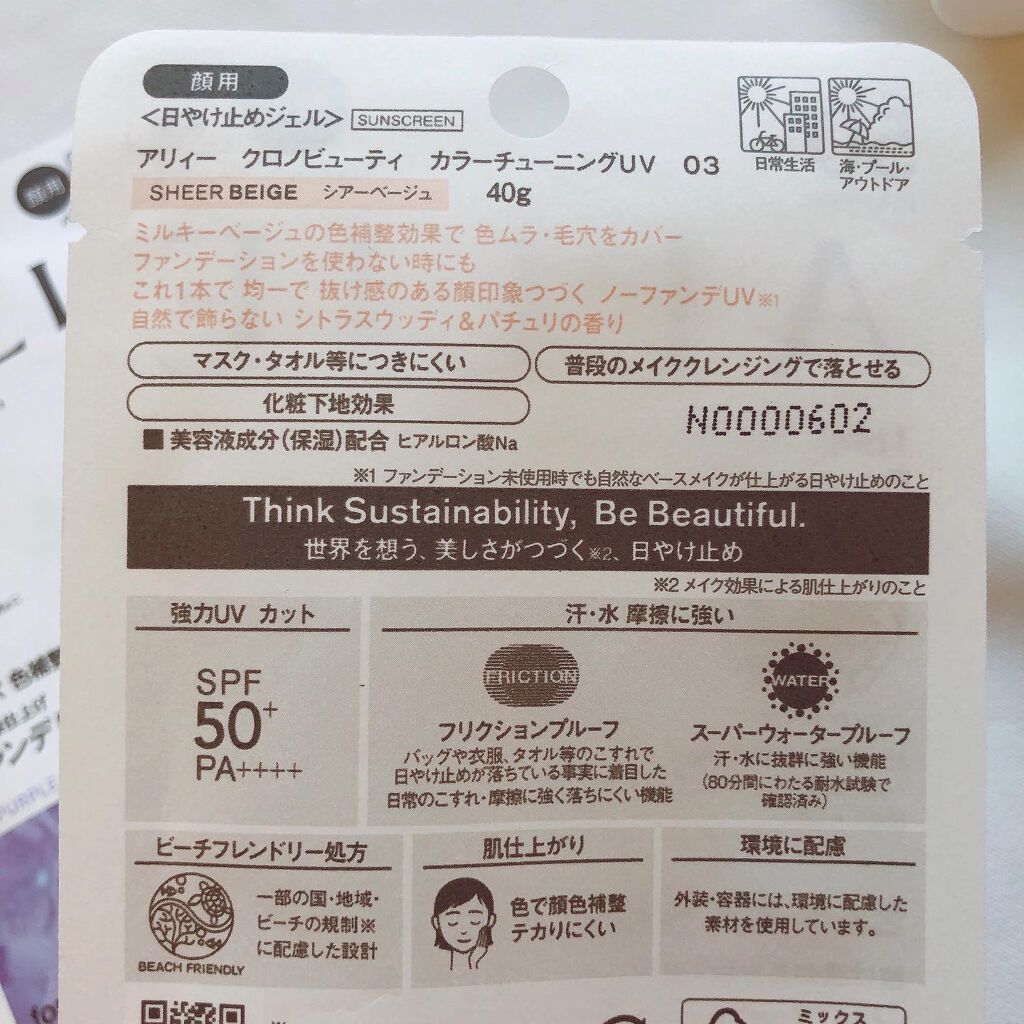 顔用
<日やけ止めジェル> SUNSCREEN
アリィー クロノビューティ カラーチューニングUV 03
SHEER BEIGE シアーベージュ 40g
日常生活
海・プール・
アウトドア
ミルキーベージュの色補整効果で 色ムラ・毛穴をカバー
ファンデーションを使わない時にも
これ1本で 均一で 抜け感のある顔印象つづく ノーファンデUV※1
自然で飾らない シトラスウッディ&パチュリの香り
マスク・タオル等につきにくい
普段のメイククレンジングで落とせる
化粧下地効果
N0000602
■ 美容液成分(保湿)配合 ヒアルロン酸Na
※1 ファンデーション未使用時でも自然なベースメイクが仕上がる日やけ止めのこと
Think Sustainability, Be Beautiful.
世界を想う、美しさがつづく※2、日やけ止め
※2 メイク効果による肌仕上がりのこと
強力UV カット
SPF
50+
PA++++
汗・水 摩擦に強い
FRICTION
フリクションプルーフ
バッグや衣服、タオル等のこすれで
日やけ止めが落ちている事実に着目した
日常のこすれ・摩擦に強く落ちにくい機能
WATER
スーパーウォータープルーフ
汗・水に抜群に強い機能
(80分間にわたる耐水試験で
確認済み)
ビーチフレンドリー処方
BEACH FRIENDLY
一部の国・地域・
ビーチの規制※
に配慮した設計
肌仕上がり
色で顔色補整
テカりにくい
環境に配慮
外装・容器には、環境に配慮した
素材を使用しています。
ミックス
顔用
PURPLE